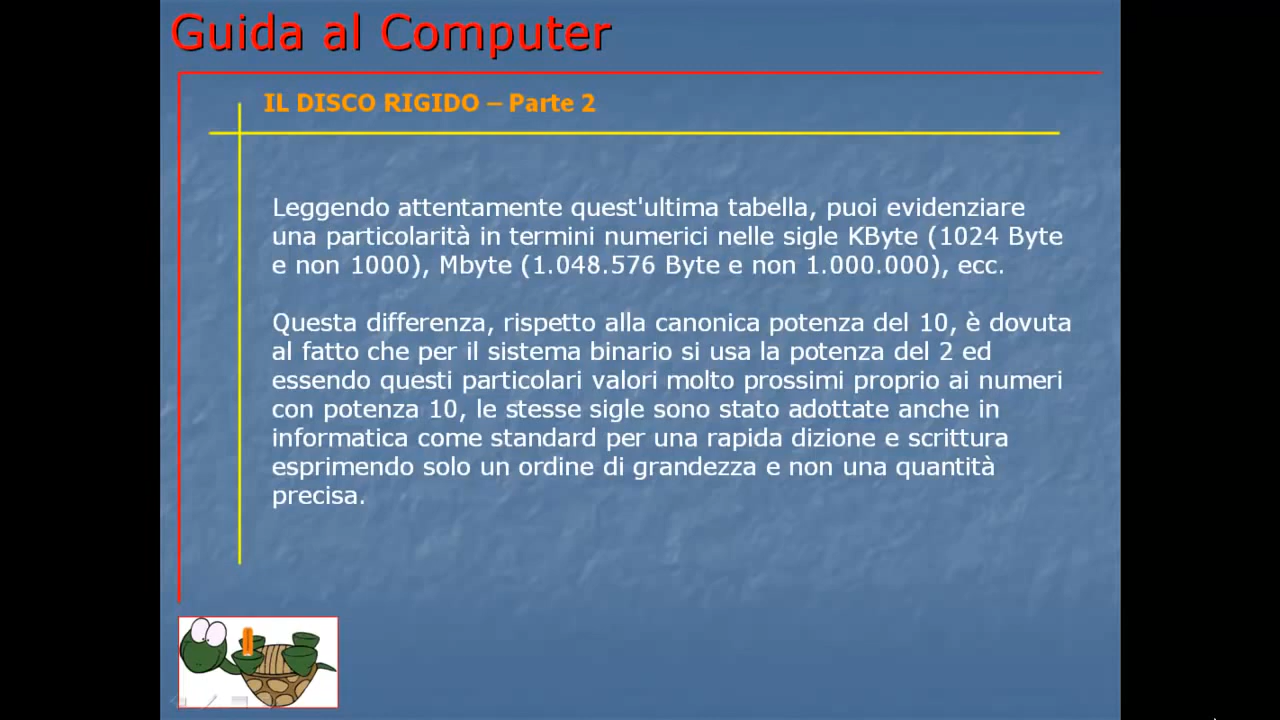 Guida al Computer
IL DISCO RIGIDO – Parte 2
Leggendo attentamente quest'ultima tabella, puoi evidenziare
una particolarità in termini numerici nelle sigle KByte (1024 Byte
e non 1000), Mbyte (1.048.576 Byte e non 1.000.000), ecc.
Questa differenza, rispetto alla canonica potenza del 10, è dovuta
al fatto che per il sistema binario si usa la potenza del 2 ed
essendo questi particolari valori molto prossimi proprio ai numeri
con potenza 10, le stesse sigle sono stato adottate anche in
informatica come standard per una rapida dizione e scrittura
esprimendo solo un ordine di grandezza e non una quantità
precisa.